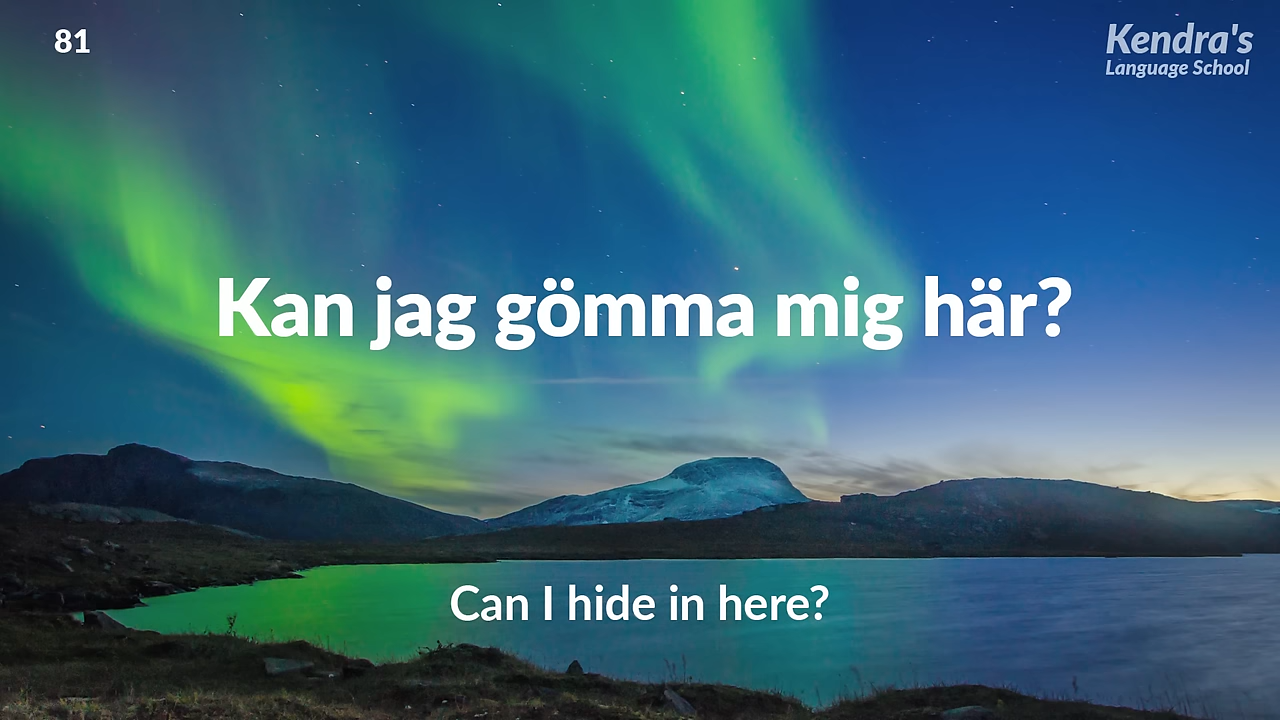 81
Kendra's
Language School
Kan jag gömma mig här?
Can I hide in here?